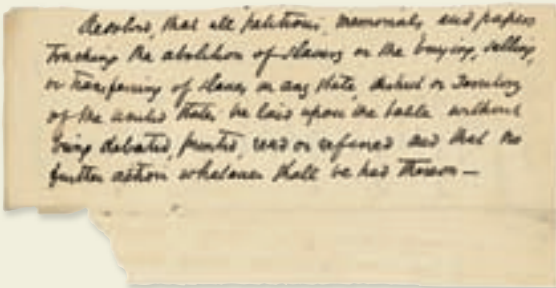 Resolved, that all petitions, memorials, and papers
touching the abolition of slavery or the buying, selling,
or transferring of slaves in any state, district or Territory
of the United States be laid upon the table without
being debated, printed, read or referred and that no
further action whatever shall be had thereon —